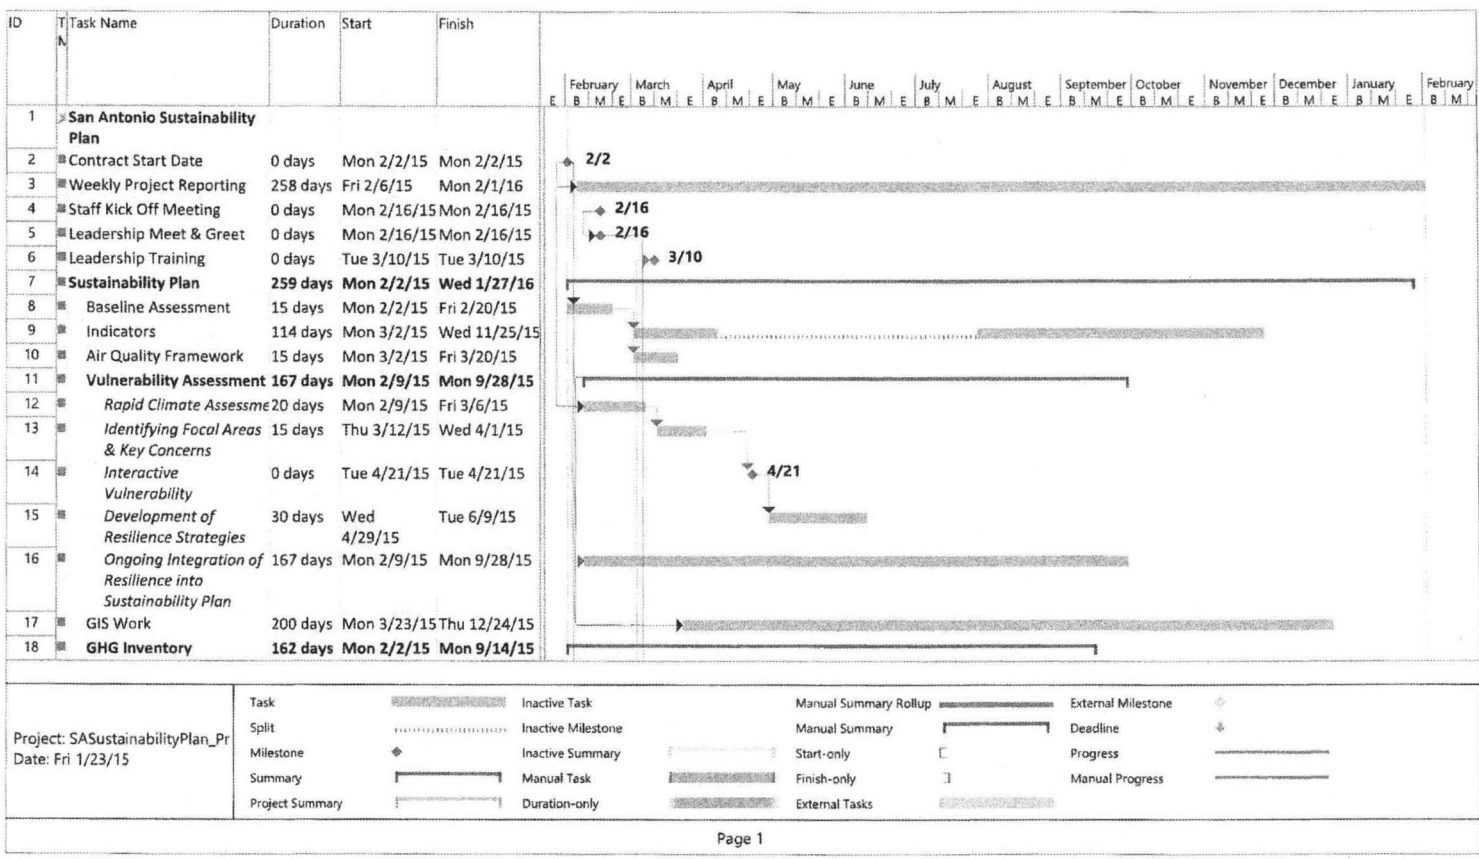 ID T Task Name Duration Start Finish
M
February March April May June July August September October November December January February
E B M E B M E B M E B M E B M E B M E B M E B M E B M E B M E B M E B M E B M
1 San Antonio Sustainability
Plan
2 Contract Start Date 0 days Mon 2/2/15 Mon 2/2/15 2/2
3 Weekly Project Reporting 258 days Fri 2/6/15 Mon 2/1/16
4 Staff Kick Off Meeting 0 days Mon 2/16/15 Mon 2/16/15 2/16
5 Leadership Meet & Greet 0 days Mon 2/16/15 Mon 2/16/15 2/16
6 Leadership Training 0 days Tue 3/10/15 Tue 3/10/15 3/10
7 Sustainability Plan 259 days Mon 2/2/15 Wed 1/27/16
8 Baseline Assessment 15 days Mon 2/2/15 Fri 2/20/15
9 Indicators 114 days Mon 3/2/15 Wed 11/25/15
10 Air Quality Framework 15 days Mon 3/2/15 Fri 3/20/15
11 Vulnerability Assessment 167 days Mon 2/9/15 Mon 9/28/15
12 Rapid Climate Assessme 20 days Mon 2/9/15 Fri 3/6/15
13 Identifying Focal Areas 15 days Thu 3/12/15 Wed 4/1/15
& Key Concerns
14 Interactive 0 days Tue 4/21/15 Tue 4/21/15 4/21
Vulnerability
15 Development of 30 days Wed Tue 6/9/15
Resilience Strategies 4/29/15
16 Ongoing Integration of 167 days Mon 2/9/15 Mon 9/28/15
Resilience into
Sustainability Plan
17 GIS Work 200 days Mon 3/23/15 Thu 12/24/15
18 GHG Inventory 162 days Mon 2/2/15 Mon 9/14/15
Project: SASustainabilityPlan_Pr
Date: Fri 1/23/15
Task Inactive Task Manual Summary Rollup External Milestone
Split Inactive Milestone Manual Summary Deadline
Milestone Inactive Summary Start-only Progress
Summary Manual Task Finish-only Manual Progress
Project Summary Duration-only External Tasks
Page 1